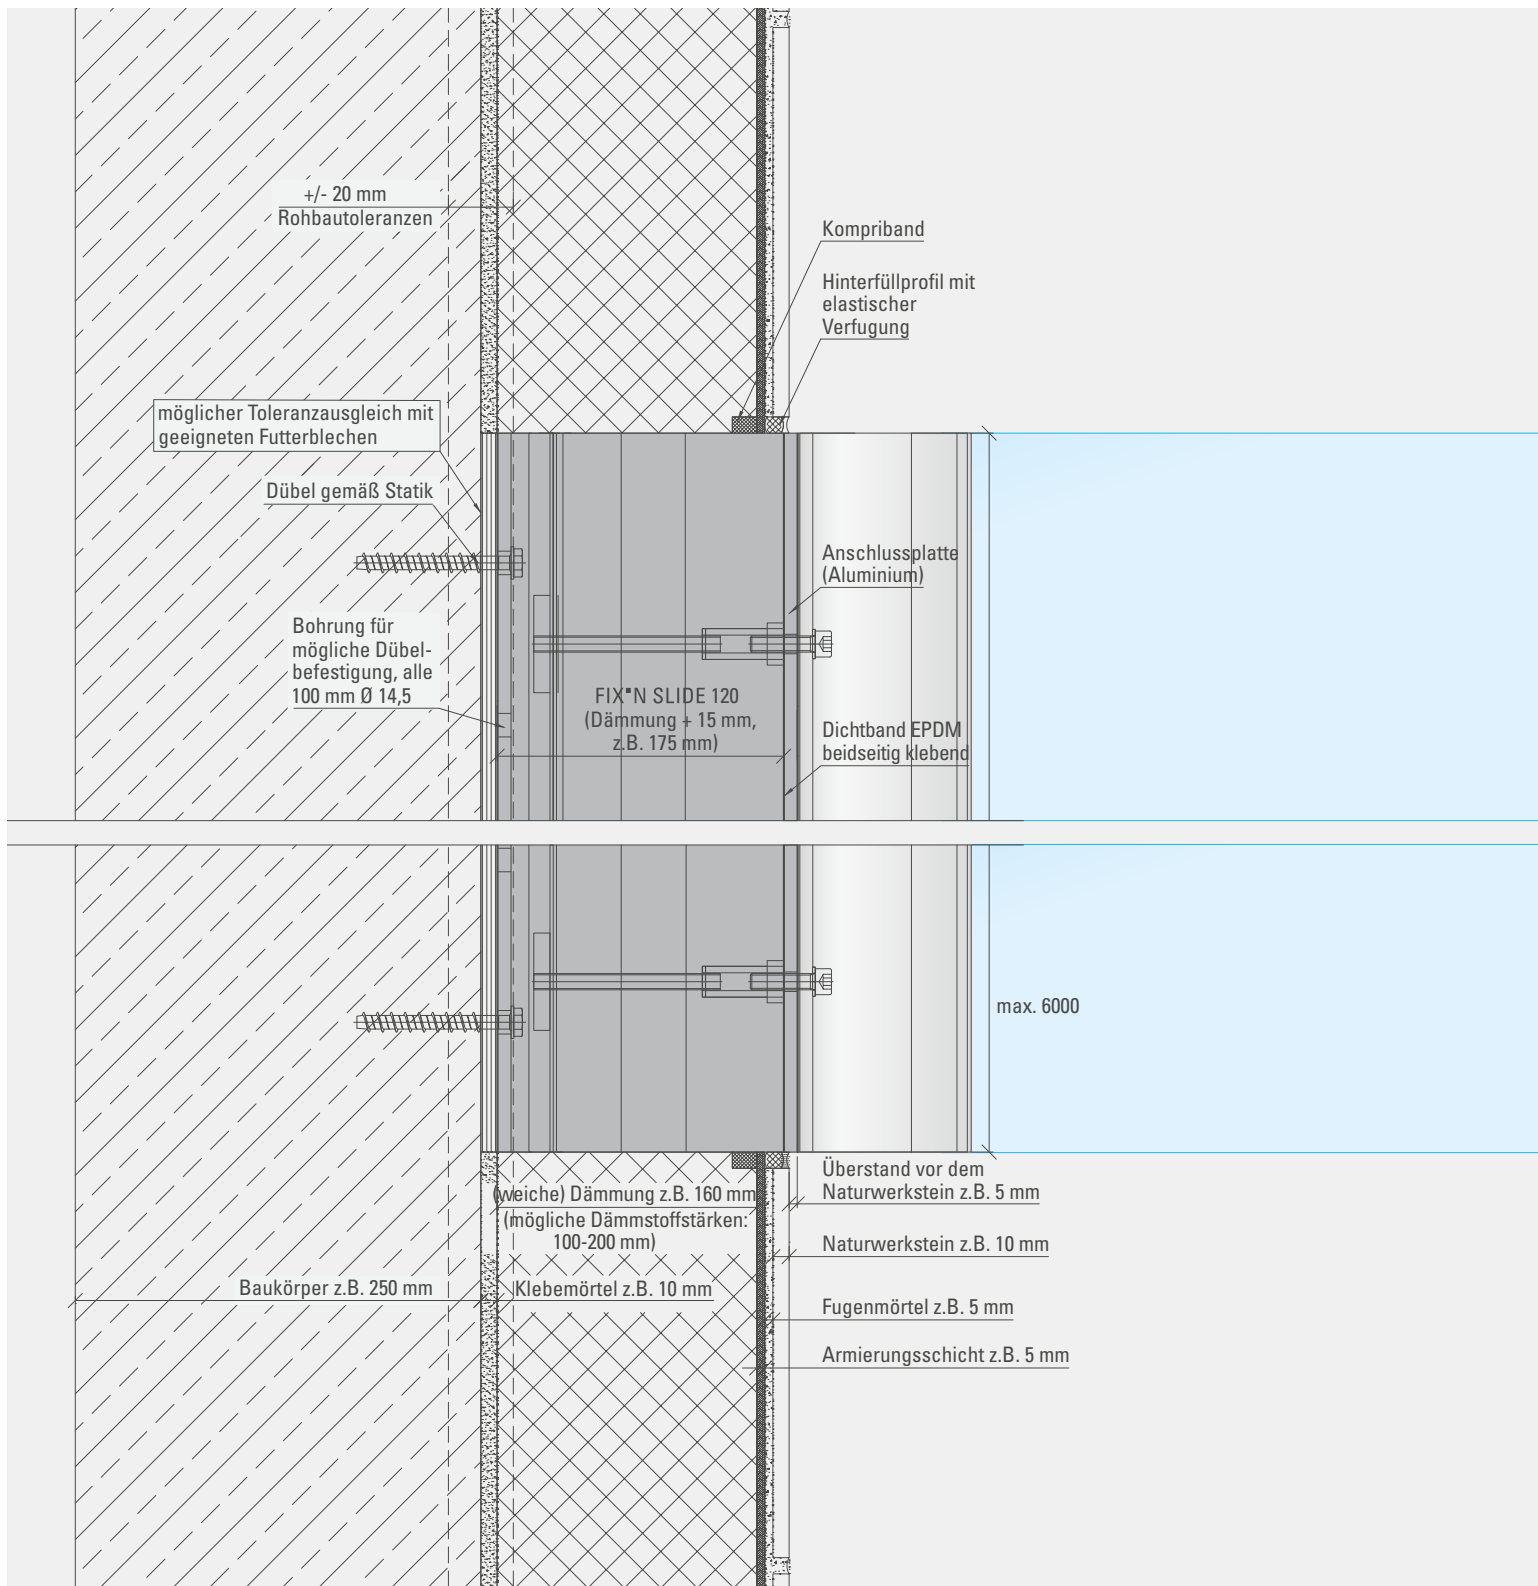 +/- 20 mm
Rohbautoleranzen
Kompriband
Hinterfüllprofil mit
elastischer
Verfugung
möglicher Toleranzausgleich mit
geeigneten Futterblechen
Dübel gemäß Statik
Anschlussplatte
(Aluminium)
Bohrung für
mögliche Dübel-
befestigung, alle
100 mm Ø 14,5
FIX"N SLIDE 120
(Dämmung + 15 mm,
z.B. 175 mm)
Dichtband EPDM
beidseitig klebend
max. 6000
Überstand vor dem
Naturwerkstein z.B. 5 mm
(weiche) Dämmung z.B. 160 mm
(mögliche Dämmstoffstärken:
100-200 mm)
Naturwerkstein z.B. 10 mm
Baukörper z.B. 250 mm
Klebemörtel z.B. 10 mm
Fugenmörtel z.B. 5 mm
Armierungsschicht z.B. 5 mm